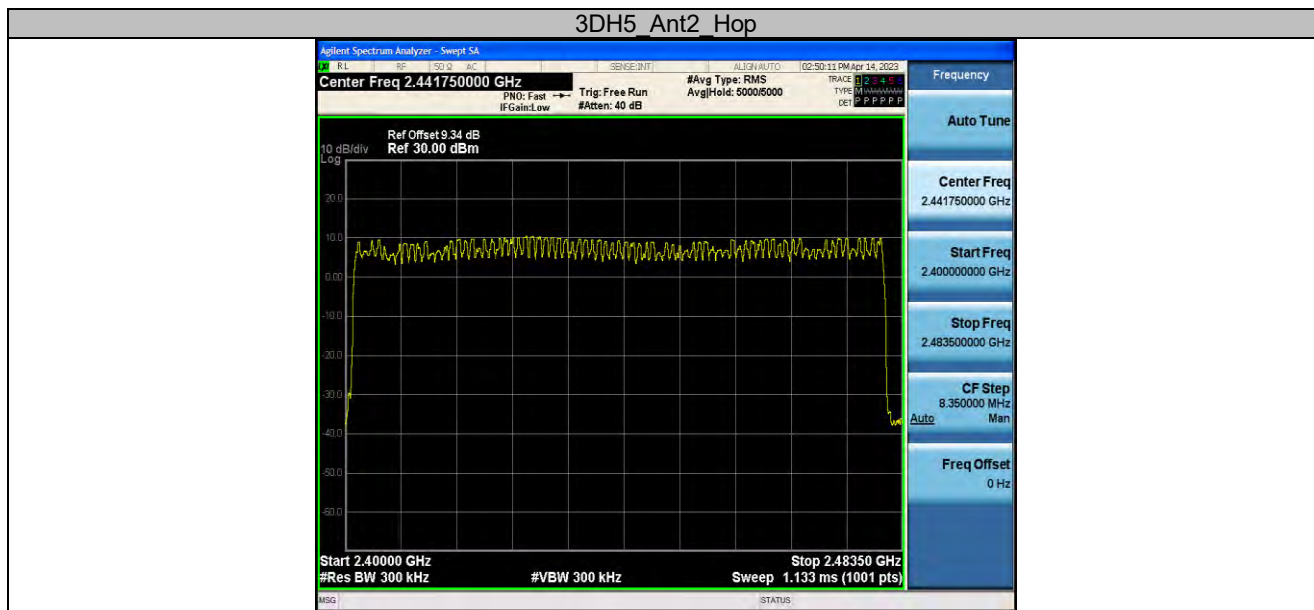 3DH5_Ant2_Hop
Agilent Spectrum Analyzer - Swept SA
RL RF 50 Ω AC SENSE:INT ALIGN AUTO 02:50:11 PM Apr 14, 2023
Center Freq 2.441750000 GHz
PNO: Fast
IFGain:Low
Trig: Free Run
#Atten: 40 dB
#Avg Type: RMS
Avg|Hold: 5000/5000
TRACE 1 2 3 4 5 6
TYPE M
DET P P P P P P
Ref Offset 9.34 dB
10 dB/div Ref 30.00 dBm
Log
20.0
10.0
0.00
-10.0
-20.0
-30.0
-40.0
-50.0
-60.0
Start 2.40000 GHz Stop 2.48350 GHz
#Res BW 300 kHz #VBW 300 kHz Sweep 1.133 ms (1001 pts)
MSG STATUS
Frequency
Auto Tune
Center Freq
2.441750000 GHz
Start Freq
2.400000000 GHz
Stop Freq
2.483500000 GHz
CF Step
8.350000 MHz
Auto Man
Freq Offset
0 Hz